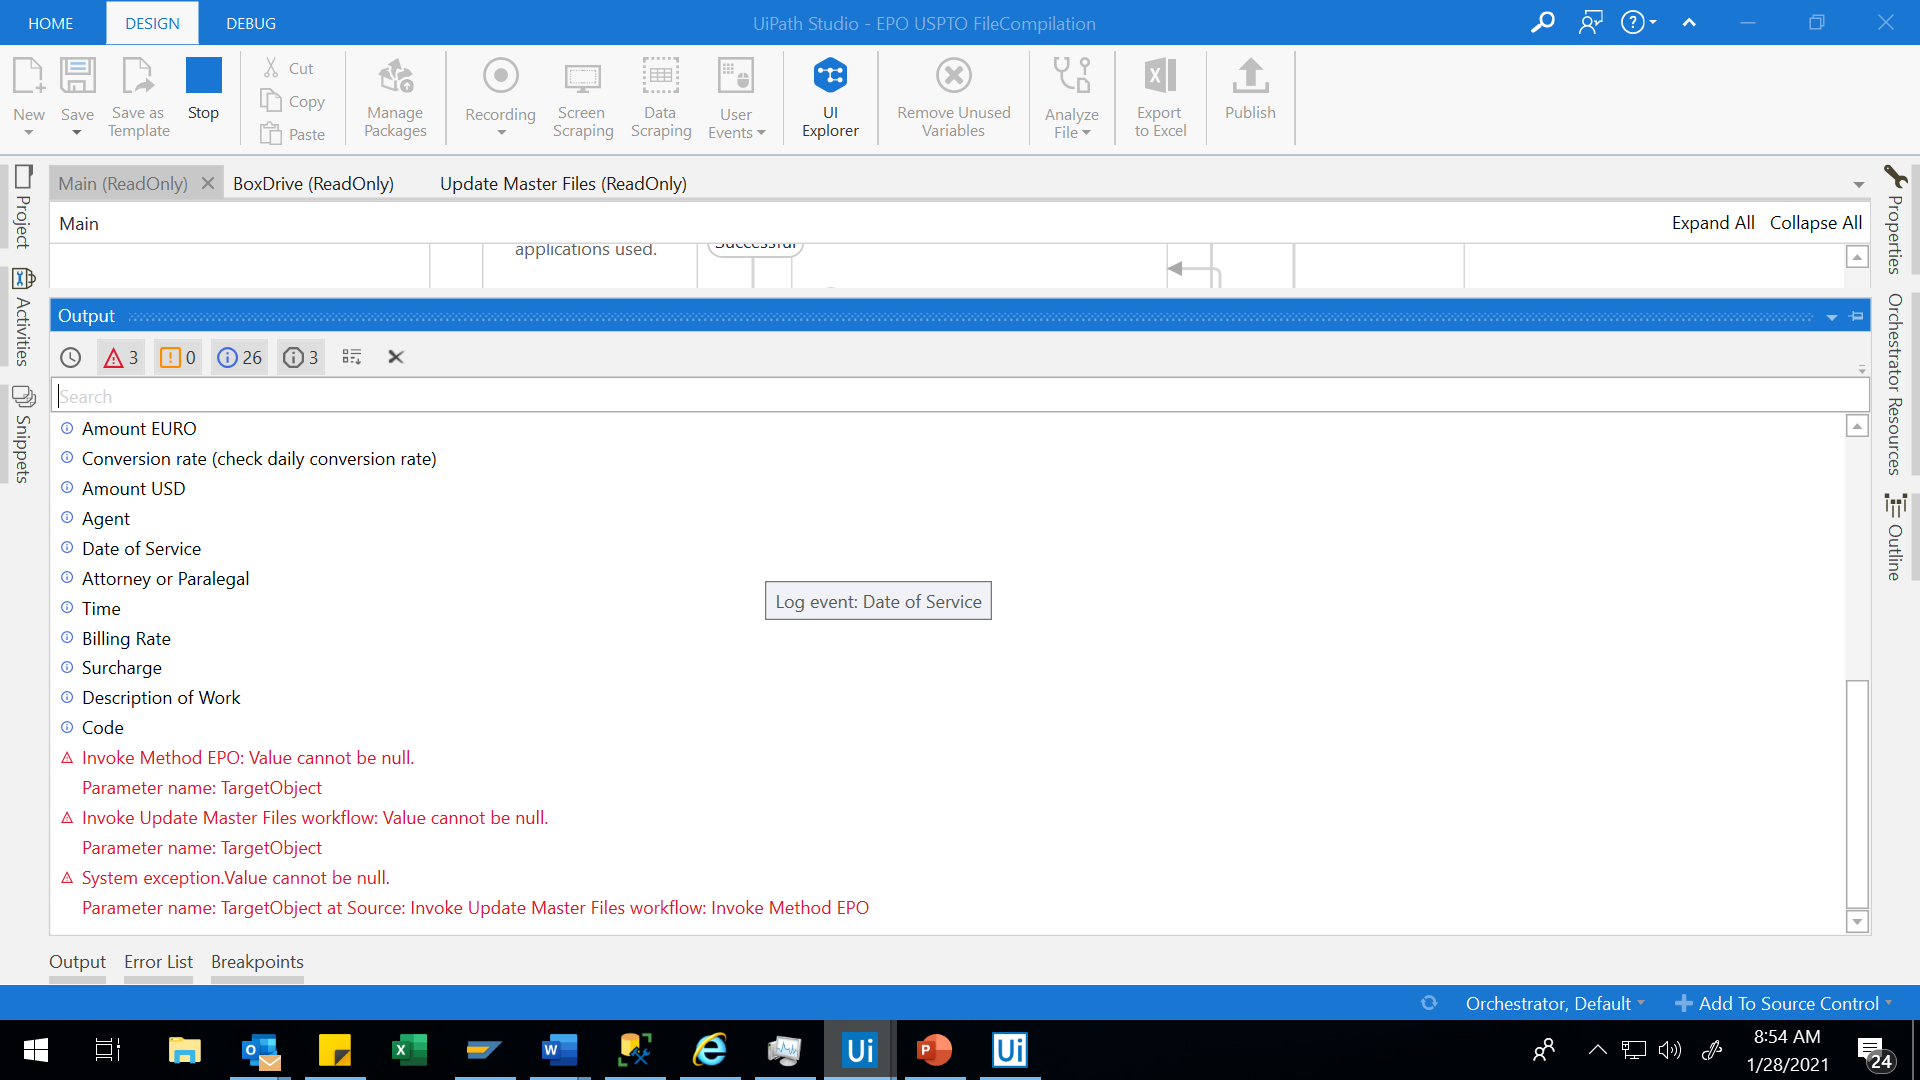 HOME
DESIGN
DEBUG
UiPath Studio - EPO USPTO FileCompilation
New
Save
Save as
Template
Stop
Cut
Copy
Paste
Manage
Packages
Recording
Screen
Scraping
Data
Scraping
User
Events
UI
Explorer
Remove Unused
Variables
Analyze
File
Export
to Excel
Publish
Main (ReadOnly)
BoxDrive (ReadOnly)
Update Master Files (ReadOnly)
Main
Expand All
Collapse All
applications used.
Successful
Project
Activities
Snippets
Properties
Orchestrator Resources
Outline
Output
3
0
26
3
Search
Amount EURO
Conversion rate (check daily conversion rate)
Amount USD
Agent
Date of Service
Attorney or Paralegal
Log event: Date of Service
Time
Billing Rate
Surcharge
Description of Work
Code
Invoke Method EPO: Value cannot be null.
Parameter name: TargetObject
Invoke Update Master Files workflow: Value cannot be null.
Parameter name: TargetObject
System exception.Value cannot be null.
Parameter name: TargetObject at Source: Invoke Update Master Files workflow: Invoke Method EPO
Output
Error List
Breakpoints
Orchestrator, Default
Add To Source Control
8:54 AM
1/28/2021
24